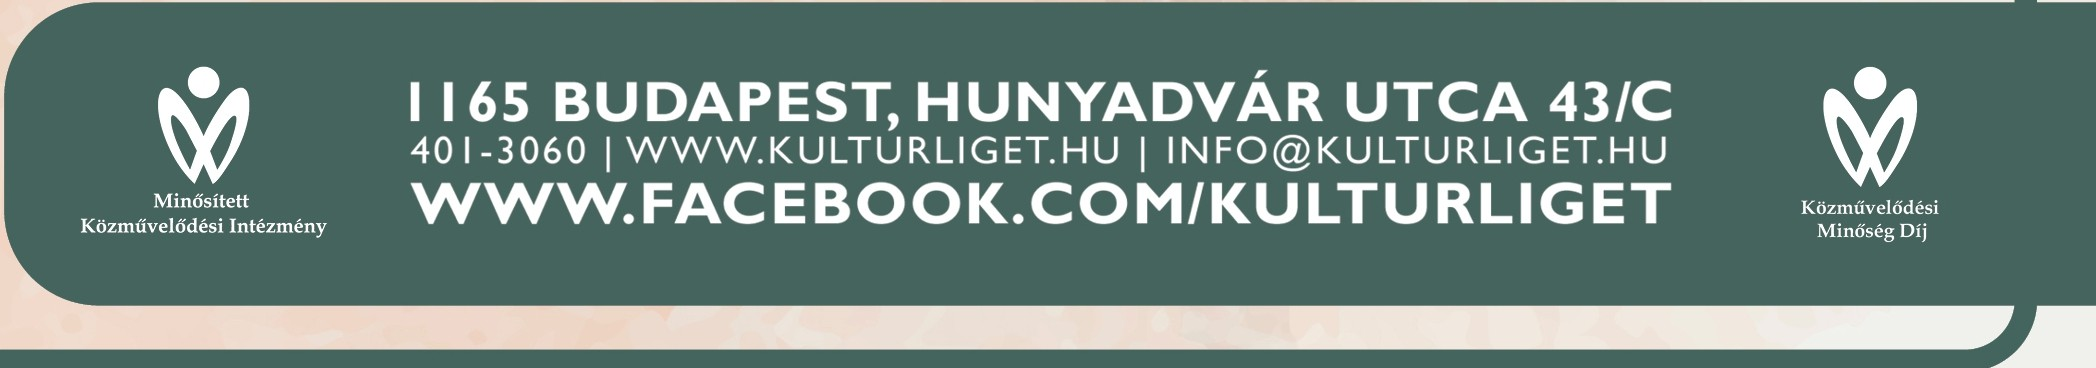 Minősített
Közművelődési Intézmény
1165 BUDAPEST, HUNYADVÁR UTCA 43/C
401-3060 | WWW.KULTURLIGET.HU | INFO@KULTURLIGET.HU
WWW.FACEBOOK.COM/KULTURLIGET
Közművelődési
Minőség Díj